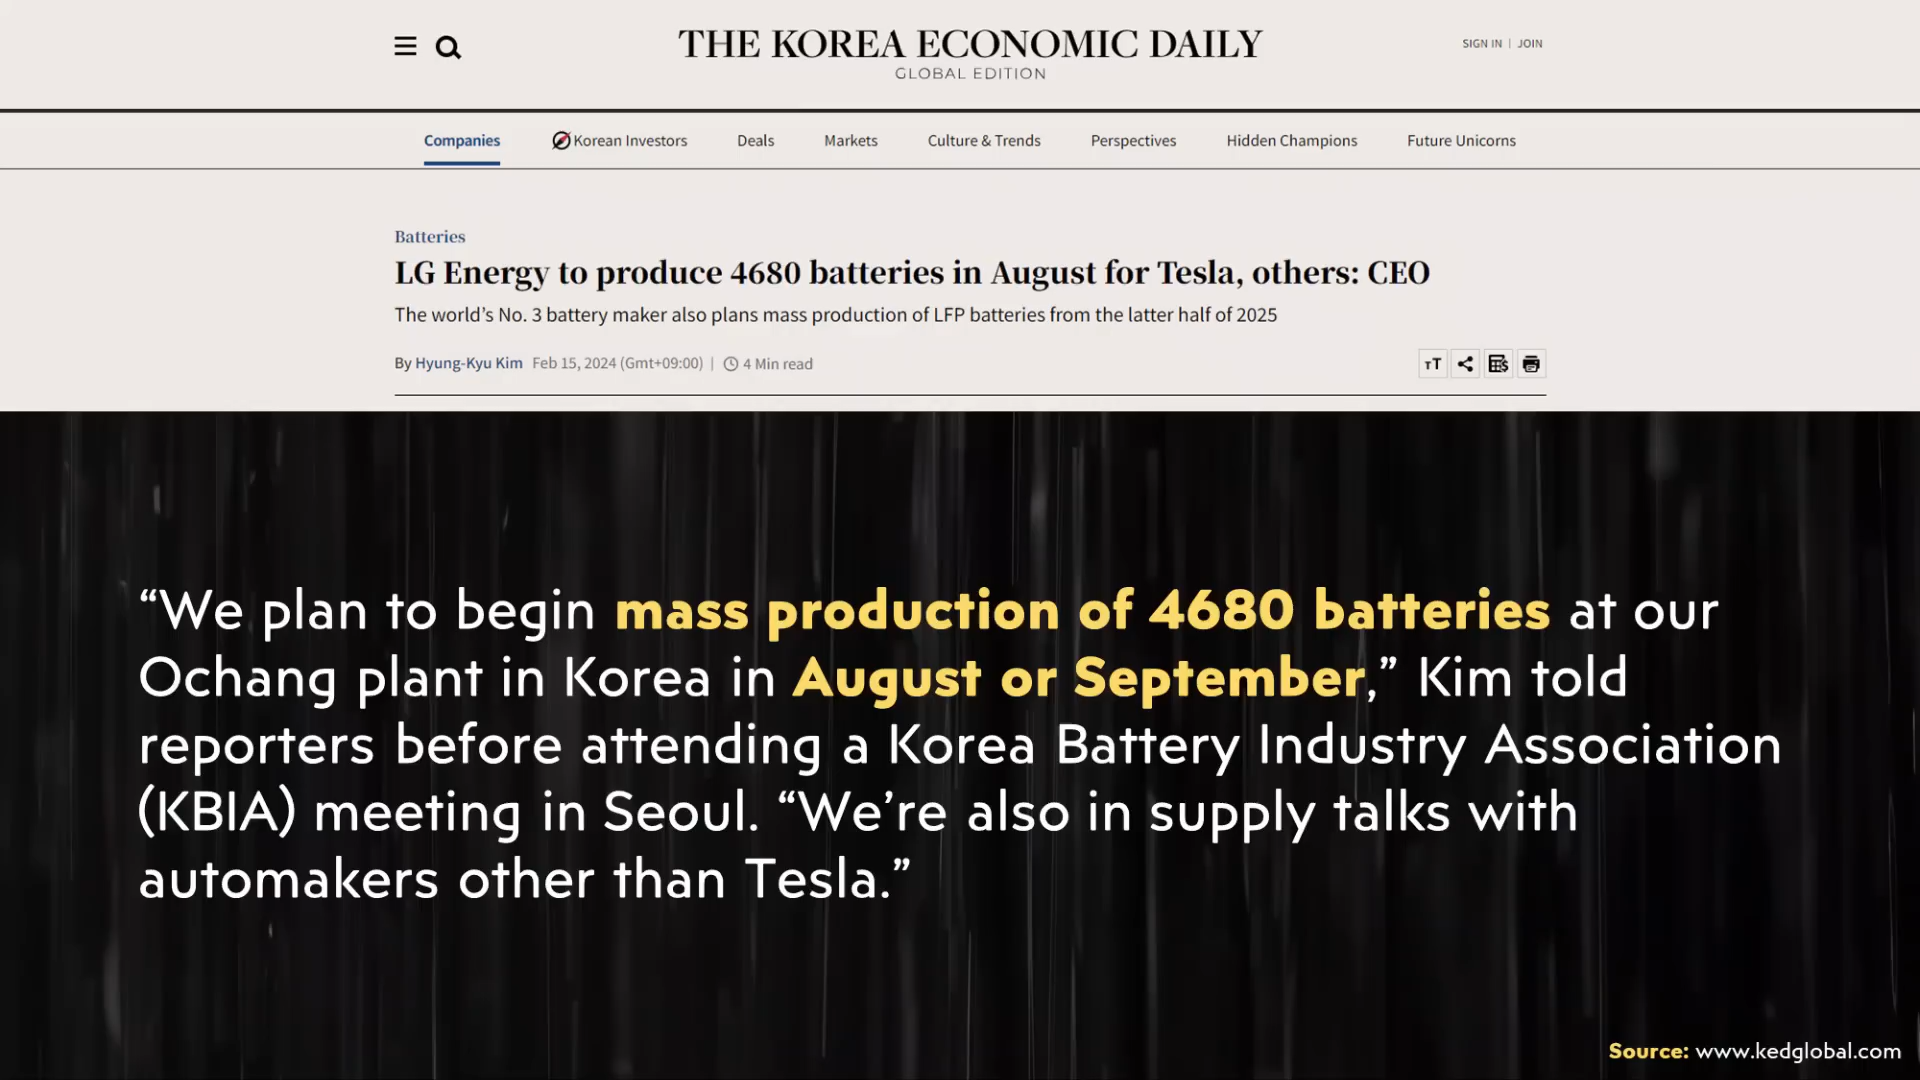 THE KOREA ECONOMIC DAILY
GLOBAL EDITION
SIGN IN | JOIN
Companies
Korean Investors
Deals
Markets
Culture & Trends
Perspectives
Hidden Champions
Future Unicorns
Batteries
LG Energy to produce 4680 batteries in August for Tesla, others: CEO
The world’s No. 3 battery maker also plans mass production of LFP batteries from the latter half of 2025
By Hyung-Kyu Kim Feb 15, 2024 (Gmt+09:00) | 4 Min read
TT
“We plan to begin mass production of 4680 batteries at our
Ochang plant in Korea in August or September,” Kim told
reporters before attending a Korea Battery Industry Association
(KBIA) meeting in Seoul. “We’re also in supply talks with
automakers other than Tesla.”
Source: www.kedglobal.com